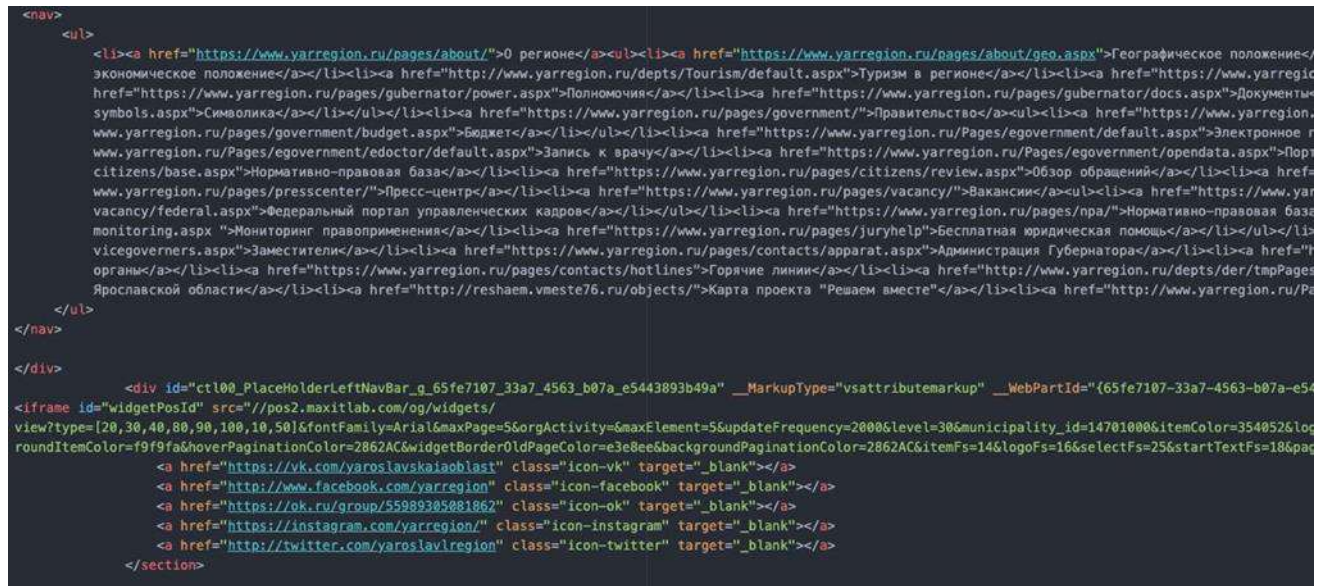 <nav>
<ul>
<li><a href="https://www.yarregion.ru/pages/about/">О регионе</a><ul><li><a href="https://www.yarregion.ru/pages/about/geo.aspx">Географическое положение</
экономическое положение</a></li><li><a href="http://www.yarregion.ru/depts/Tourism/default.aspx">Туризм в регионе</a></li><li><a href="https://www.yarregio
href="https://www.yarregion.ru/pages/gubernator/power.aspx">Полномочия</a></li><li><a href="https://www.yarregion.ru/pages/gubernator/docs.aspx">Документы<
symbols.aspx">Символика</a></li></ul></li><li><a href="https://www.yarregion.ru/pages/government/">Правительство</a><ul><li><a href="https://www.yarregion.
www.yarregion.ru/pages/government/budget.aspx">Бюджет</a></li></ul></li><li><a href="https://www.yarregion.ru/Pages/egovernment/default.aspx">Электронное п
www.yarregion.ru/Pages/egovernment/edoctor/default.aspx">Запись к врачу</a></li><li><a href="https://www.yarregion.ru/Pages/egovernment/opendata.aspx">Порт
citizens/base.aspx">Нормативно-правовая база</a></li><li><a href="https://www.yarregion.ru/pages/citizens/review.aspx">Обзор обращений</a></li><li><a href=
www.yarregion.ru/pages/presscenter/">Пресс-центр</a></li><li><a href="https://www.yarregion.ru/pages/vacancy/">Вакансии</a><ul><li><a href="https://www.yar
vacancy/federal.aspx">Федеральный портал управленческих кадров</a></li></ul></li><li><a href="https://www.yarregion.ru/pages/npa/">Нормативно-правовая база
monitoring.aspx ">Мониторинг правоприменения</a></li><li><a href="https://www.yarregion.ru/pages/juryhelp">Бесплатная юридическая помощь</a></li></ul></li>
vicegoverners.aspx">Заместители</a></li><li><a href="https://www.yarregion.ru/pages/contacts/apparat.aspx">Администрация Губернатора</a></li><li><a href="h
органы</a></li><li><a href="https://www.yarregion.ru/pages/contacts/hotlines">Горячие линии</a></li><li><a href="http://www.yarregion.ru/depts/der/tmpPages
Ярославской области</a></li><li><a href="http://reshaem.vmeste76.ru/objects/">Карта проекта "Решаем вместе"</a></li><li><a href="http://www.yarregion.ru/Pa
</ul>
</nav>
</div>
<div id="ctl00_PlaceHolderLeftNavBar_g_65fe7107_33a7_4563_b07a_e5443893b49a" __MarkupType="vsattributemarkup" __WebPartId="{65fe7107-33a7-4563-b07a-e54
<iframe id="widgetPosId" src="//pos2.maxitlab.com/og/widgets/
view?type=[20,30,40,80,90,100,10,50]&fontFamily=Arial&maxPage=5&orgActivity=&maxElement=5&updateFrequency=2000&level=30&municipality_id=14701000&itemColor=354052&log
roundItemColor=f9f9fa&hoverPaginationColor=2862AC&widgetBorderOldPageColor=e3e8ee&backgroundPaginationColor=2862AC&itemFs=14&logoFs=16&selectFs=25&startTextFs=18&pag
<a href="https://vk.com/yaroslavskaiaoblast" class="icon-vk" target="_blank"></a>
<a href="http://www.facebook.com/yarregion" class="icon-facebook" target="_blank"></a>
<a href="https://ok.ru/group/55989305081862" class="icon-ok" target="_blank"></a>
<a href="https://instagram.com/yarregion/" class="icon-instagram" target="_blank"></a>
<a href="http://twitter.com/yaroslavlregion" class="icon-twitter" target="_blank"></a>
</section>